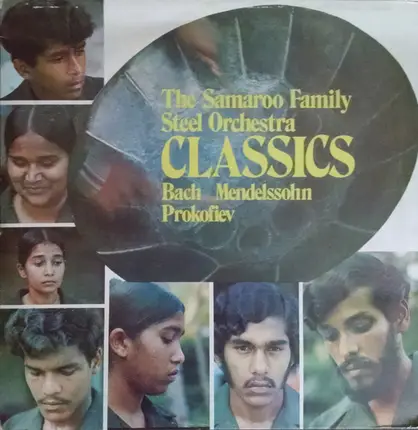 The Samaroo Family
Steel Orchestra
CLASSICS
Bach Mendelssohn
Prokofiev